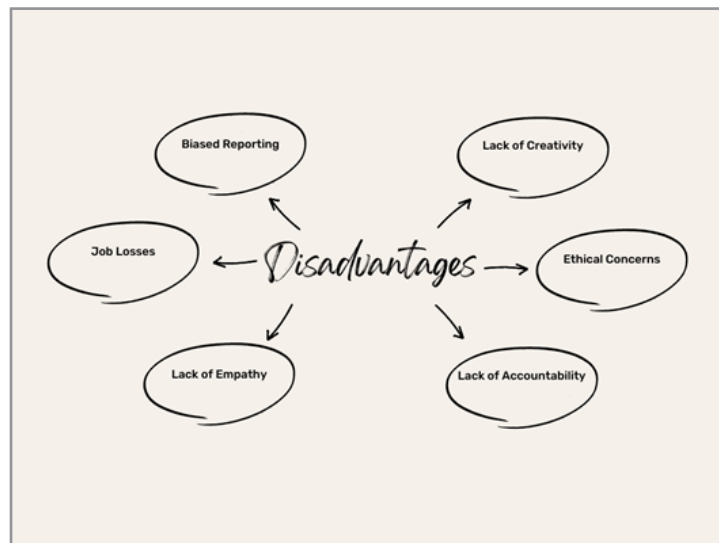 Biased Reporting
Lack of Creativity
Job Losses
Disadvantages
Ethical Concerns
Lack of Empathy
Lack of Accountability